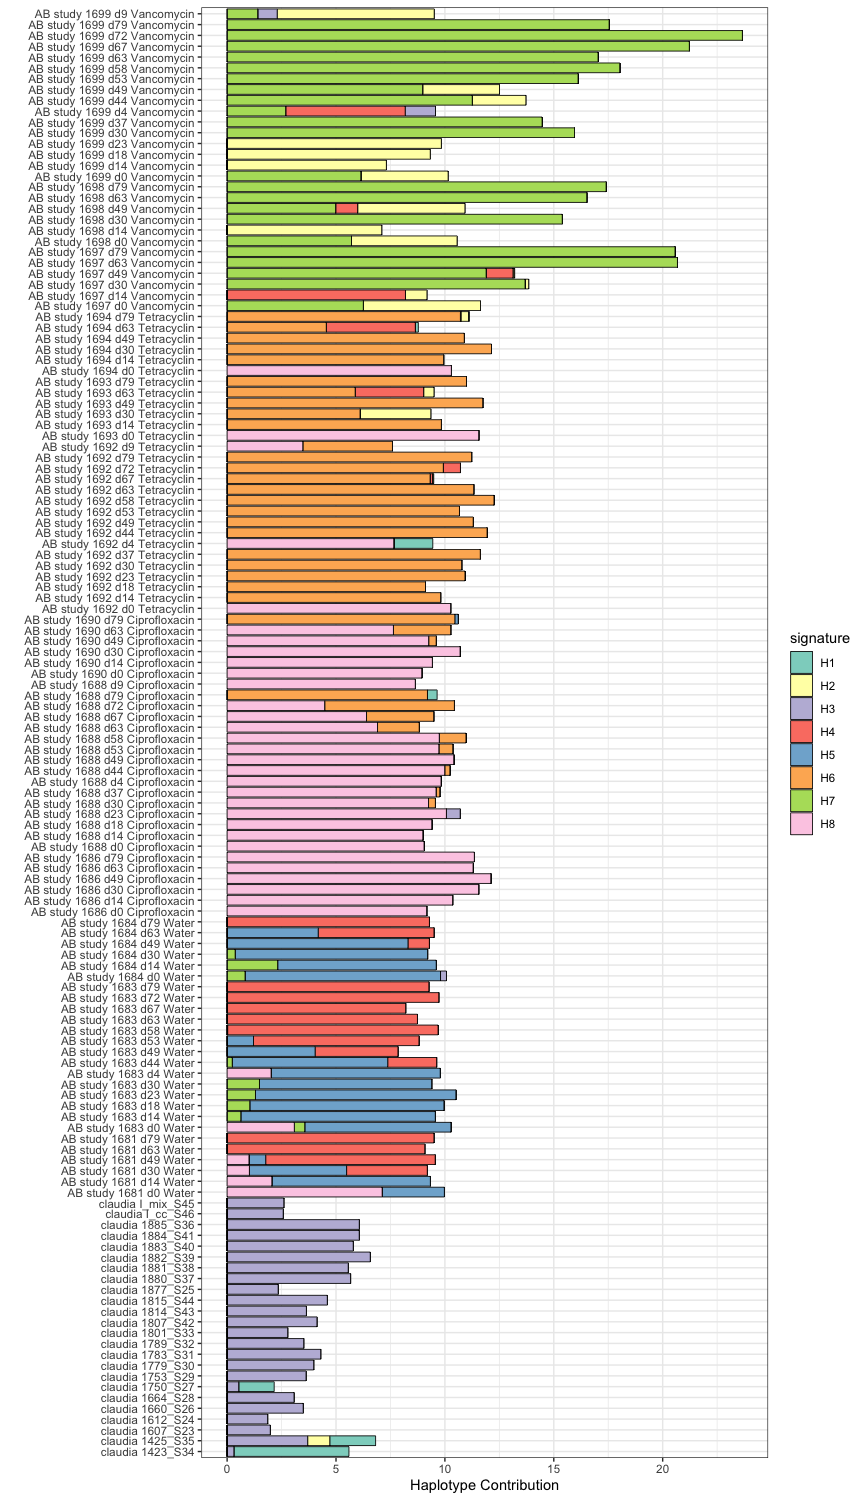 AB study 1699 d9 Vancomycin
AB study 1699 d79 Vancomycin
AB study 1699 d72 Vancomycin
AB study 1699 d67 Vancomycin
AB study 1699 d63 Vancomycin
AB study 1699 d58 Vancomycin
AB study 1699 d53 Vancomycin
AB study 1699 d49 Vancomycin
AB study 1699 d44 Vancomycin
AB study 1699 d4 Vancomycin
AB study 1699 d37 Vancomycin
AB study 1699 d30 Vancomycin
AB study 1699 d23 Vancomycin
AB study 1699 d18 Vancomycin
AB study 1699 d14 Vancomycin
AB study 1699 d0 Vancomycin
AB study 1698 d79 Vancomycin
AB study 1698 d63 Vancomycin
AB study 1698 d49 Vancomycin
AB study 1698 d30 Vancomycin
AB study 1698 d14 Vancomycin
AB study 1698 d0 Vancomycin
AB study 1697 d79 Vancomycin
AB study 1697 d63 Vancomycin
AB study 1697 d49 Vancomycin
AB study 1697 d30 Vancomycin
AB study 1697 d14 Vancomycin
AB study 1697 d0 Vancomycin
AB study 1694 d79 Tetracyclin
AB study 1694 d63 Tetracyclin
AB study 1694 d49 Tetracyclin
AB study 1694 d30 Tetracyclin
AB study 1694 d14 Tetracyclin
AB study 1694 d0 Tetracyclin
AB study 1693 d79 Tetracyclin
AB study 1693 d63 Tetracyclin
AB study 1693 d49 Tetracyclin
AB study 1693 d30 Tetracyclin
AB study 1693 d14 Tetracyclin
AB study 1693 d0 Tetracyclin
AB study 1692 d9 Tetracyclin
AB study 1692 d79 Tetracyclin
AB study 1692 d72 Tetracyclin
AB study 1692 d67 Tetracyclin
AB study 1692 d63 Tetracyclin
AB study 1692 d58 Tetracyclin
AB study 1692 d53 Tetracyclin
AB study 1692 d49 Tetracyclin
AB study 1692 d44 Tetracyclin
AB study 1692 d4 Tetracyclin
AB study 1692 d37 Tetracyclin
AB study 1692 d30 Tetracyclin
AB study 1692 d23 Tetracyclin
AB study 1692 d18 Tetracyclin
AB study 1692 d14 Tetracyclin
AB study 1692 d0 Tetracyclin
AB study 1690 d79 Ciprofloxacin
AB study 1690 d63 Ciprofloxacin
AB study 1690 d49 Ciprofloxacin
AB study 1690 d30 Ciprofloxacin
AB study 1690 d14 Ciprofloxacin
AB study 1690 d0 Ciprofloxacin
AB study 1688 d9 Ciprofloxacin
AB study 1688 d79 Ciprofloxacin
AB study 1688 d72 Ciprofloxacin
AB study 1688 d67 Ciprofloxacin
AB study 1688 d63 Ciprofloxacin
AB study 1688 d58 Ciprofloxacin
AB study 1688 d53 Ciprofloxacin
AB study 1688 d49 Ciprofloxacin
AB study 1688 d44 Ciprofloxacin
AB study 1688 d4 Ciprofloxacin
AB study 1688 d37 Ciprofloxacin
AB study 1688 d30 Ciprofloxacin
AB study 1688 d23 Ciprofloxacin
AB study 1688 d18 Ciprofloxacin
AB study 1688 d14 Ciprofloxacin
AB study 1688 d0 Ciprofloxacin
AB study 1686 d79 Ciprofloxacin
AB study 1686 d63 Ciprofloxacin
AB study 1686 d49 Ciprofloxacin
AB study 1686 d30 Ciprofloxacin
AB study 1686 d14 Ciprofloxacin
AB study 1686 d0 Ciprofloxacin
AB study 1684 d79 Water
AB study 1684 d63 Water
AB study 1684 d49 Water
AB study 1684 d30 Water
AB study 1684 d14 Water
AB study 1684 d0 Water
AB study 1683 d79 Water
AB study 1683 d72 Water
AB study 1683 d67 Water
AB study 1683 d63 Water
AB study 1683 d58 Water
AB study 1683 d53 Water
AB study 1683 d49 Water
AB study 1683 d44 Water
AB study 1683 d4 Water
AB study 1683 d30 Water
AB study 1683 d23 Water
AB study 1683 d18 Water
AB study 1683 d14 Water
AB study 1683 d0 Water
AB study 1681 d79 Water
AB study 1681 d63 Water
AB study 1681 d49 Water
AB study 1681 d30 Water
AB study 1681 d14 Water
AB study 1681 d0 Water
claudia I_mix_S45
claudia I_cc_S46
claudia 1885_S36
claudia 1884_S41
claudia 1883_S40
claudia 1882_S39
claudia 1881_S38
claudia 1880_S37
claudia 1877_S25
claudia 1815_S44
claudia 1814_S43
claudia 1807_S42
claudia 1801_S33
claudia 1789_S32
claudia 1783_S31
claudia 1779_S30
claudia 1753_S29
claudia 1750_S27
claudia 1664_S28
claudia 1660_S26
claudia 1612_S24
claudia 1607_S23
claudia 1425_S35
claudia 1423_S34
0 5 10 15 20
Haplotype Contribution
signature
H1
H2
H3
H4
H5
H6
H7
H8